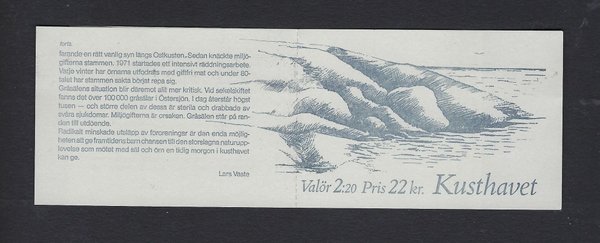 forts.
farande en rätt vanlig syn längs Ostkusten. Sedan knäckte miljö-
gifterna stammen. 1971 startades ett intensivt räddningsarbete.
Varje vinter har örnarna utfodrats med giftfri mat och under 80-
talet har stammen sakta börjat repa sig.
Gråsälens situation blir däremot allt mer kritisk. Vid sekelskiftet
fanns det över 100 000 gråsälar i Östersjön. I dag återstår högst
tusen — och större delen av dessa är sterila och drabbade av
svåra sjukdomar. Miljögifterna är orsaken. Gråsälen står på ran-
den till utdöende.
Radikalt minskade utsläpp av föroreningar är den enda möjlig-
heten att ge framtidens barn chansen till den storslagna naturupp-
levelse som mötet med säl och örn en tidig morgon i kusthavet
kan ge.
Lars Vaste
Valör 2:20 Pris 22 kr. Kusthavet